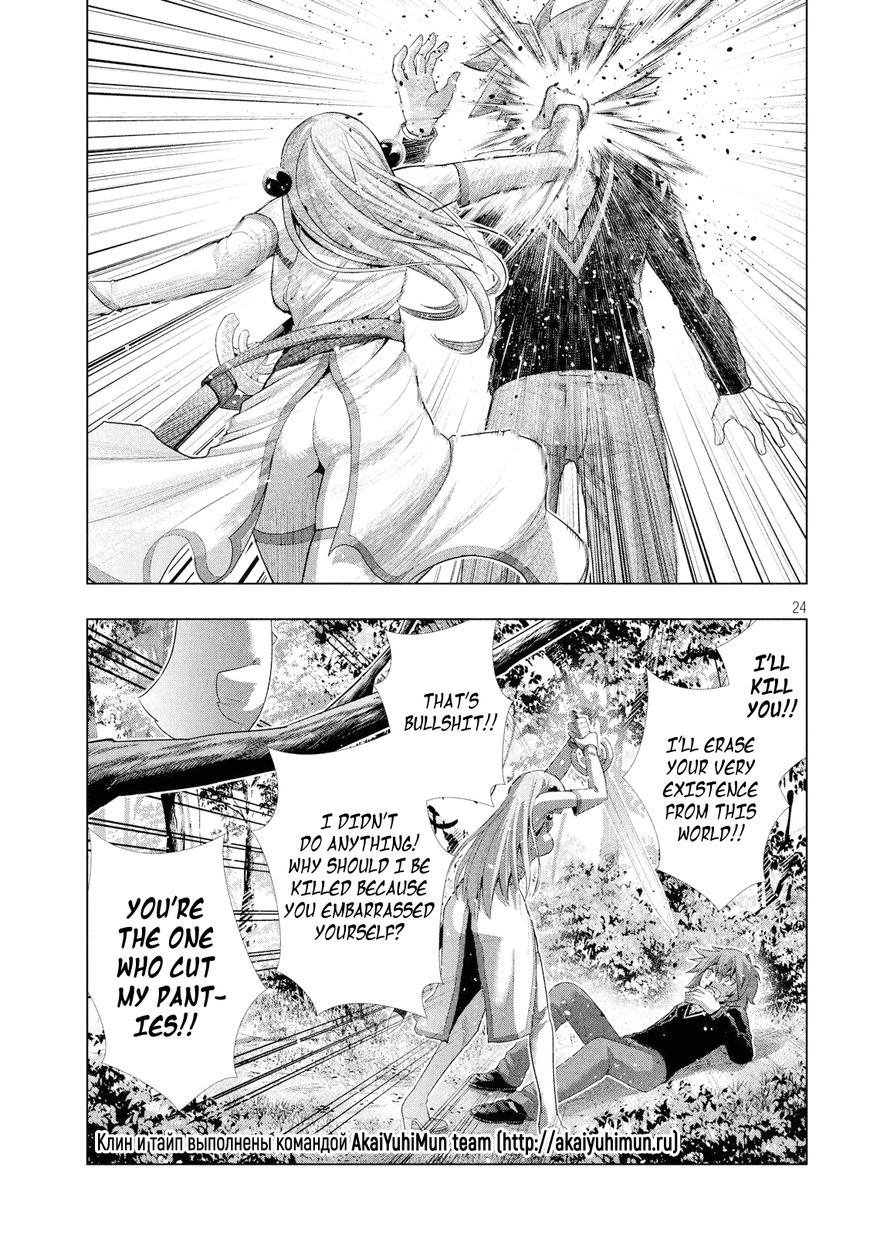 24
I'LL
KILL
YOU!!
I'LL ERASE
YOUR VERY
EXISTENCE
FROM THIS
WORLD!!
THAT'S
BULLSHIT!!
I DIDN'T
DO ANYTHING!
WHY SHOULD I BE
KILLED BECAUSE
YOU EMBARRASSED
YOURSELF?
YOU'RE
THE ONE
WHO CUT
MY PANT-
IES!!
Клин и тайп выполнены командой AkaiYuhiMun team (http://akaiyuhimun.ru)